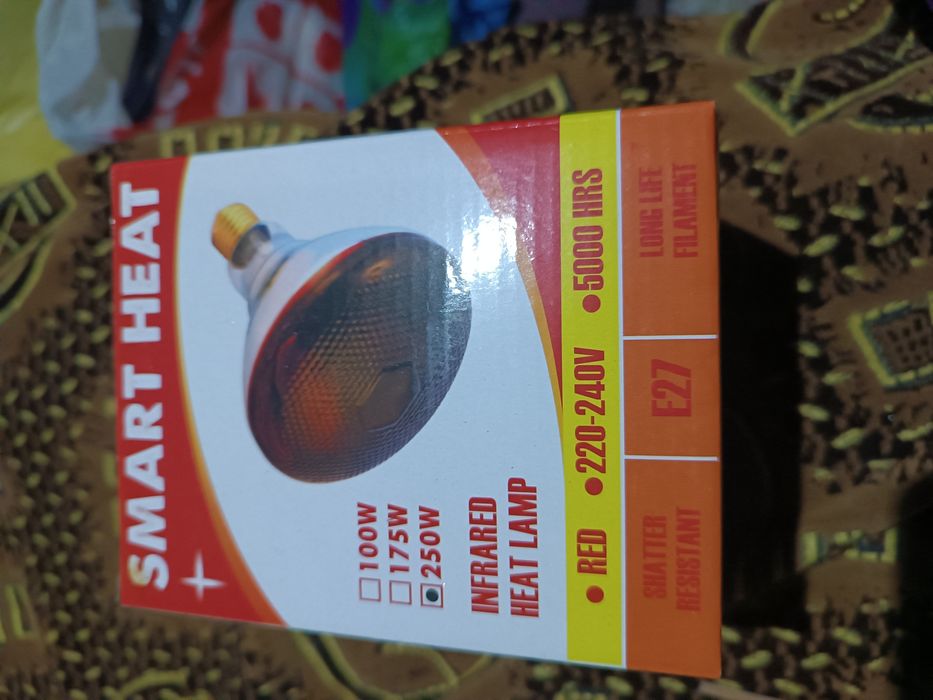 SMART HEAT
100W
175W
250W
INFRARED
HEAT LAMP
• RED •220-240V •5000 HRS
SHATTER
RESISTANT
E27
LONG LIFE
FILAMENT